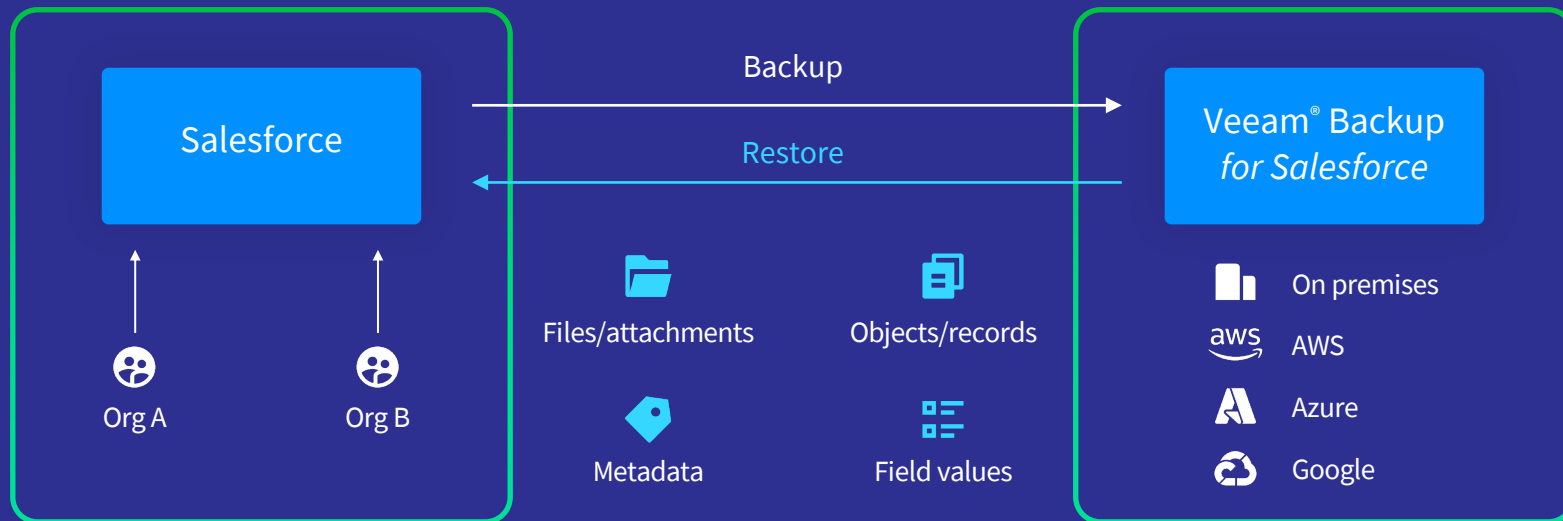 Salesforce
Org A
Org B
Backup
Restore
Files/attachments
Objects/records
Metadata
Field values
Veeam® Backup
for Salesforce
On premises
aws
AWS
Azure
Google